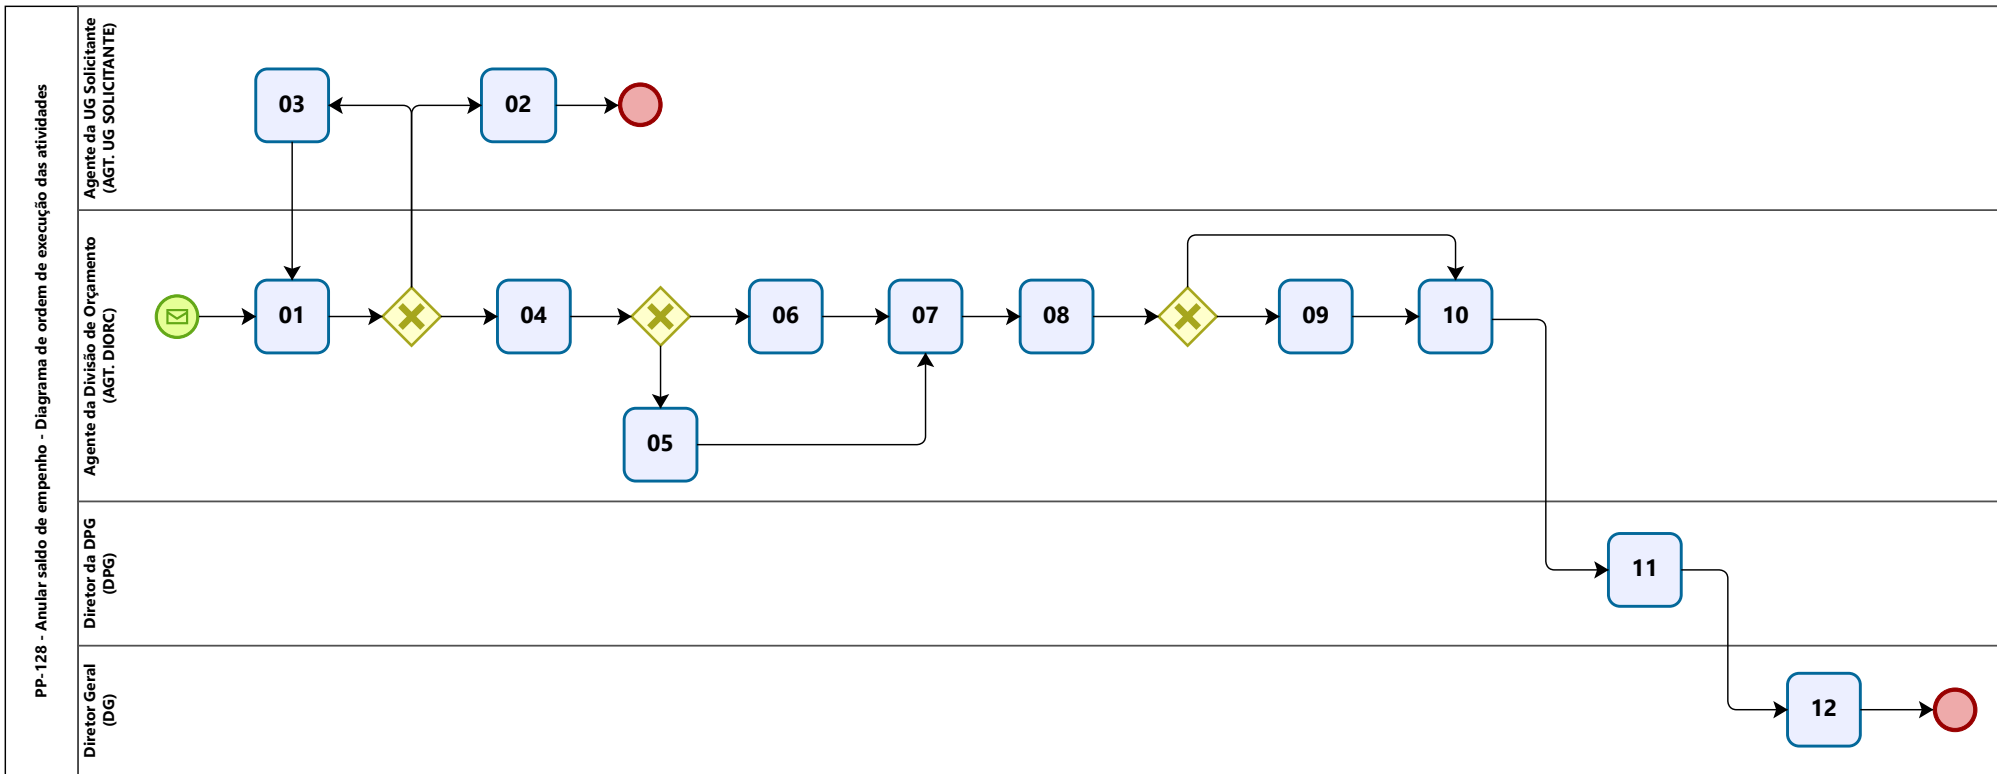 PP-128 - Anular saldo de empenho - Diagrama de ordem de execução das atividades
Agente da UG Solicitante
(AGT. UG SOLICITANTE)
03
02
Agente da Divisão de Orçamento
(AGT. DIORC)
01
04
06
07
08
09
10
05
Diretor da DPG
(DPG)
11
Diretor Geral
(DG)
12